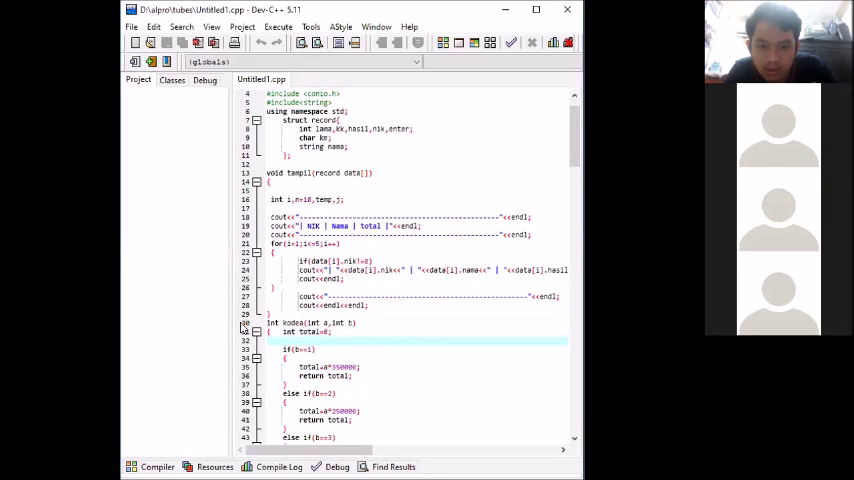 D:\alpro\tubes\Untitled1.cpp - Dev-C++ 5.11
File Edit Search View Project Execute Tools AStyle Window Help
(globals)
Project Classes Debug
Untitled1.cpp
4 #include <conio.h>
5 #include<string>
6 using namespace std;
7 struct record{
8 int lama,kk,hasil,nik,enter;
9 char km;
10 string nama;
11 };
12
13 void tampil(record data[])
14 {
15
16 int i,n=10,temp,j;
17
18 cout<<"---------------------------------------------"<<endl;
19 cout<<"| NIK | Nama | total |"<<endl;
20 cout<<"---------------------------------------------"<<endl;
21 for(i=1;i<=5;i++)
22 {
23 if(data[i].nik!=0)
24 cout<<"| "<<data[i].nik<<" | "<<data[i].nama<<" | "<<data[i].hasil
25 cout<<endl;
26 }
27 cout<<"---------------------------------------------"<<endl;
28 cout<<endl<<endl;
29 }
30 int kodea(int a,int b)
31 { int total=0;
32
33 if(b==1)
34 {
35 total=a*350000;
36 return total;
37 }
38 else if(b==2)
39 {
40 total=a*250000;
41 return total;
42 }
43 else if(b==3)
Compiler Resources Compile Log Debug Find Results